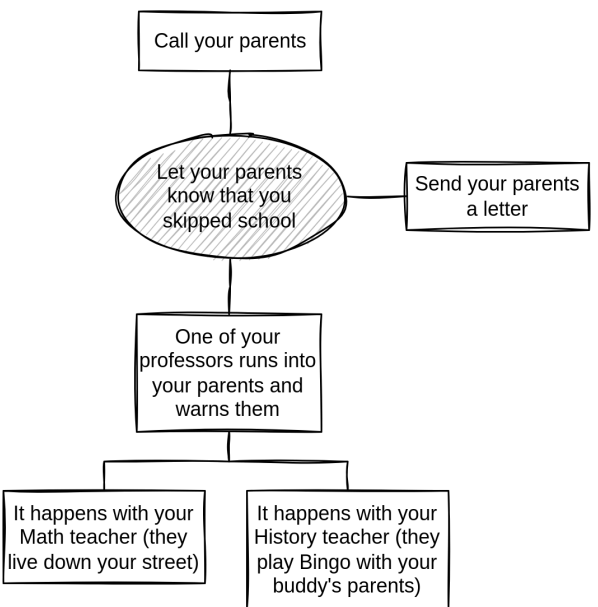 Call your parents
Let your parents
know that you
skipped school
Send your parents
a letter
One of your
professors runs into
your parents and
warns them
It happens with your
Math teacher (they
live down your street)
It happens with your
History teacher (they
play Bingo with your
buddy's parents)